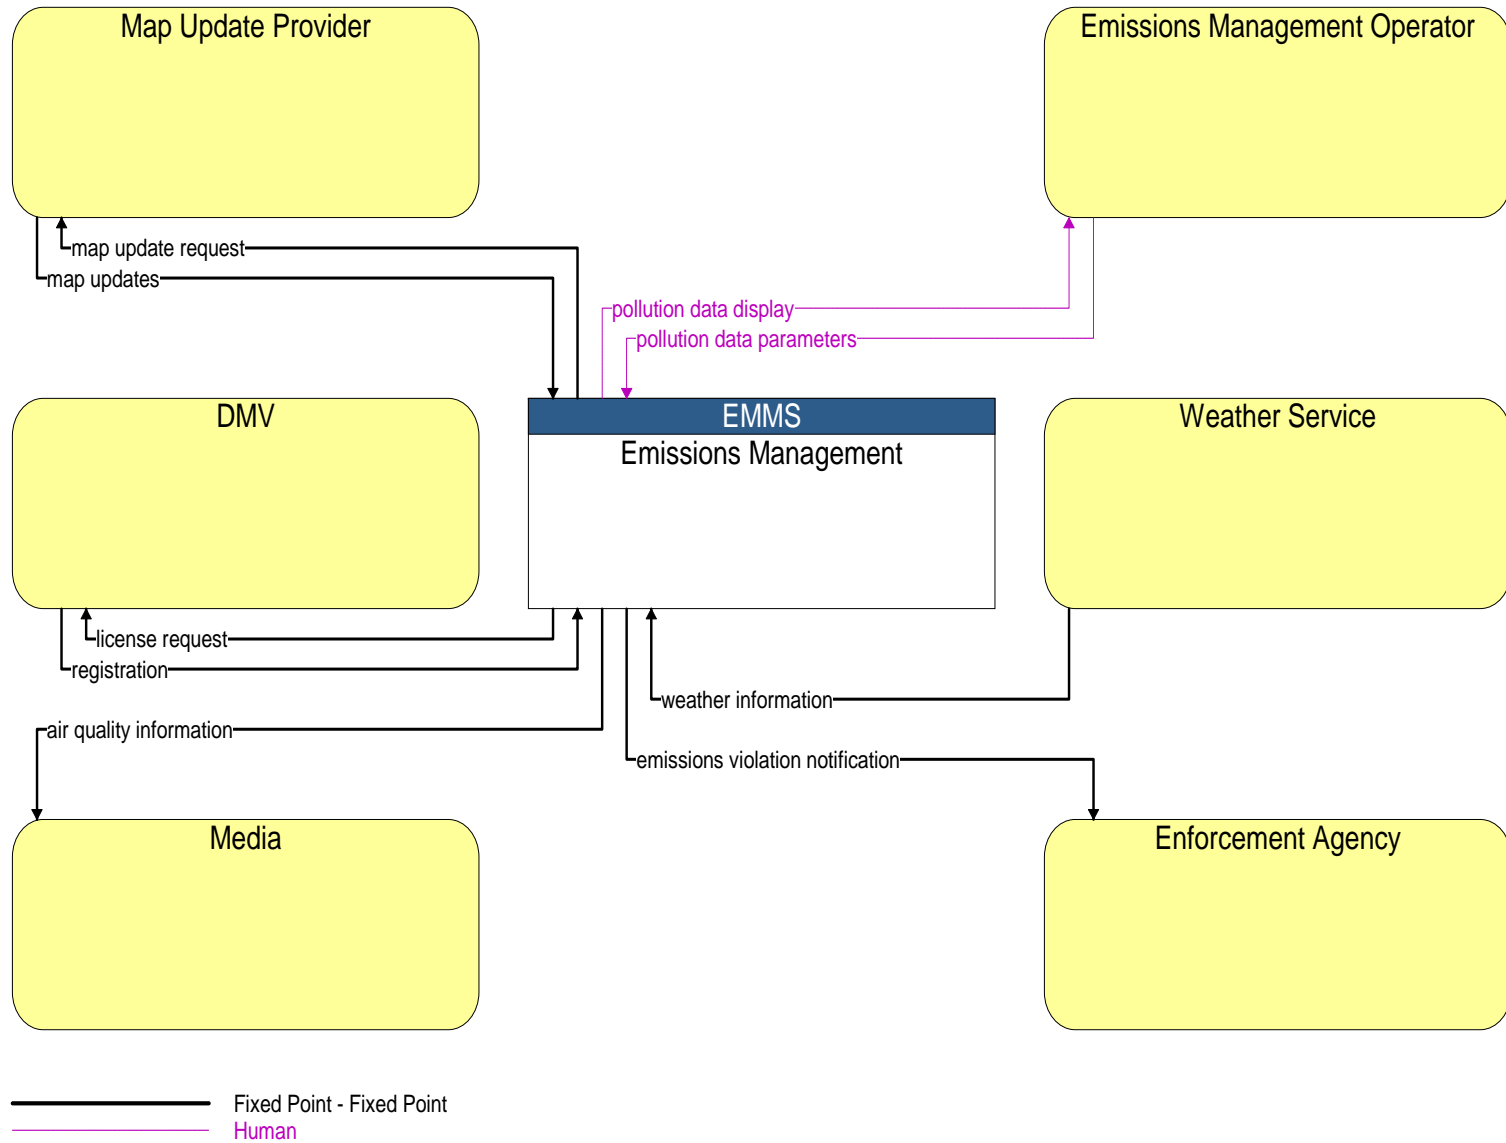 Map Update Provider
Emissions Management Operator
map update request
map updates
pollution data display
pollution data parameters
DMV
EMMS
Emissions Management
Weather Service
license request
registration
weather information
air quality information
emissions violation notification
Media
Enforcement Agency
Fixed Point - Fixed Point
Human